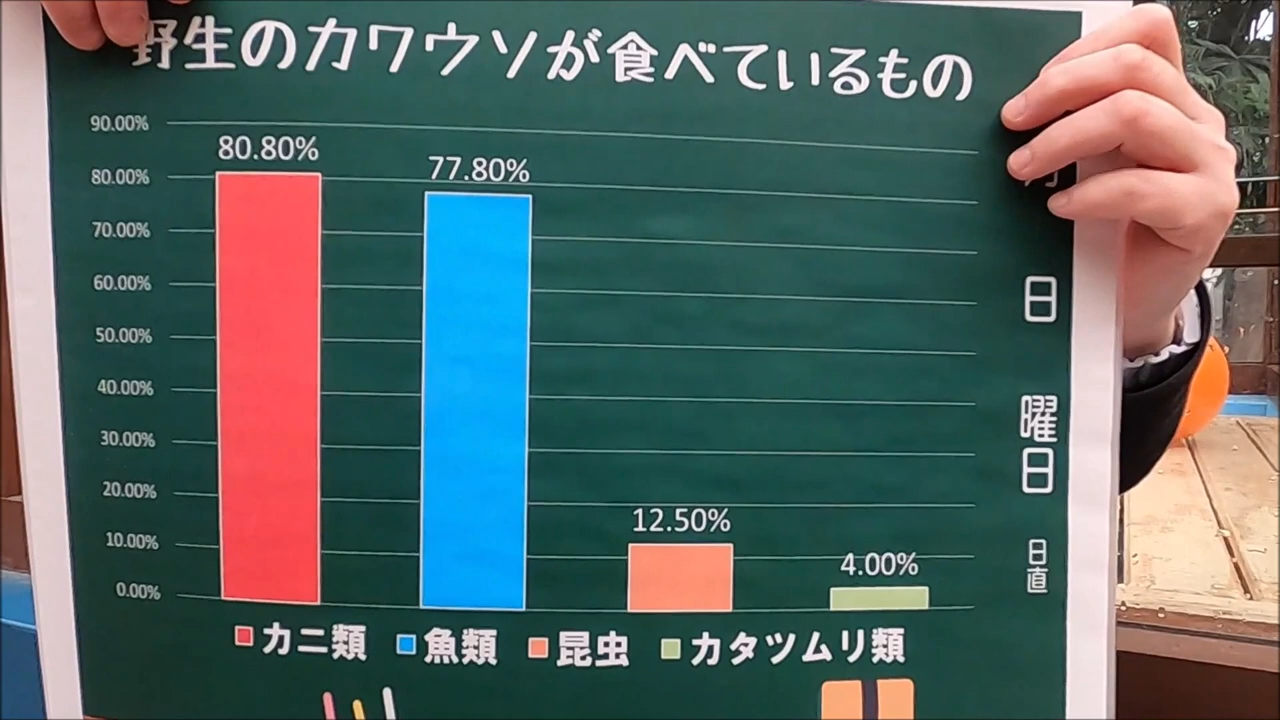 野生のカワウソが食べているもの
90.00%
80.00%
70.00%
60.00%
50.00%
40.00%
30.00%
20.00%
10.00%
0.00%
80.80%
77.80%
12.50%
4.00%
カニ類 魚類 昆虫 カタツムリ類
月
日
曜
日
日
直